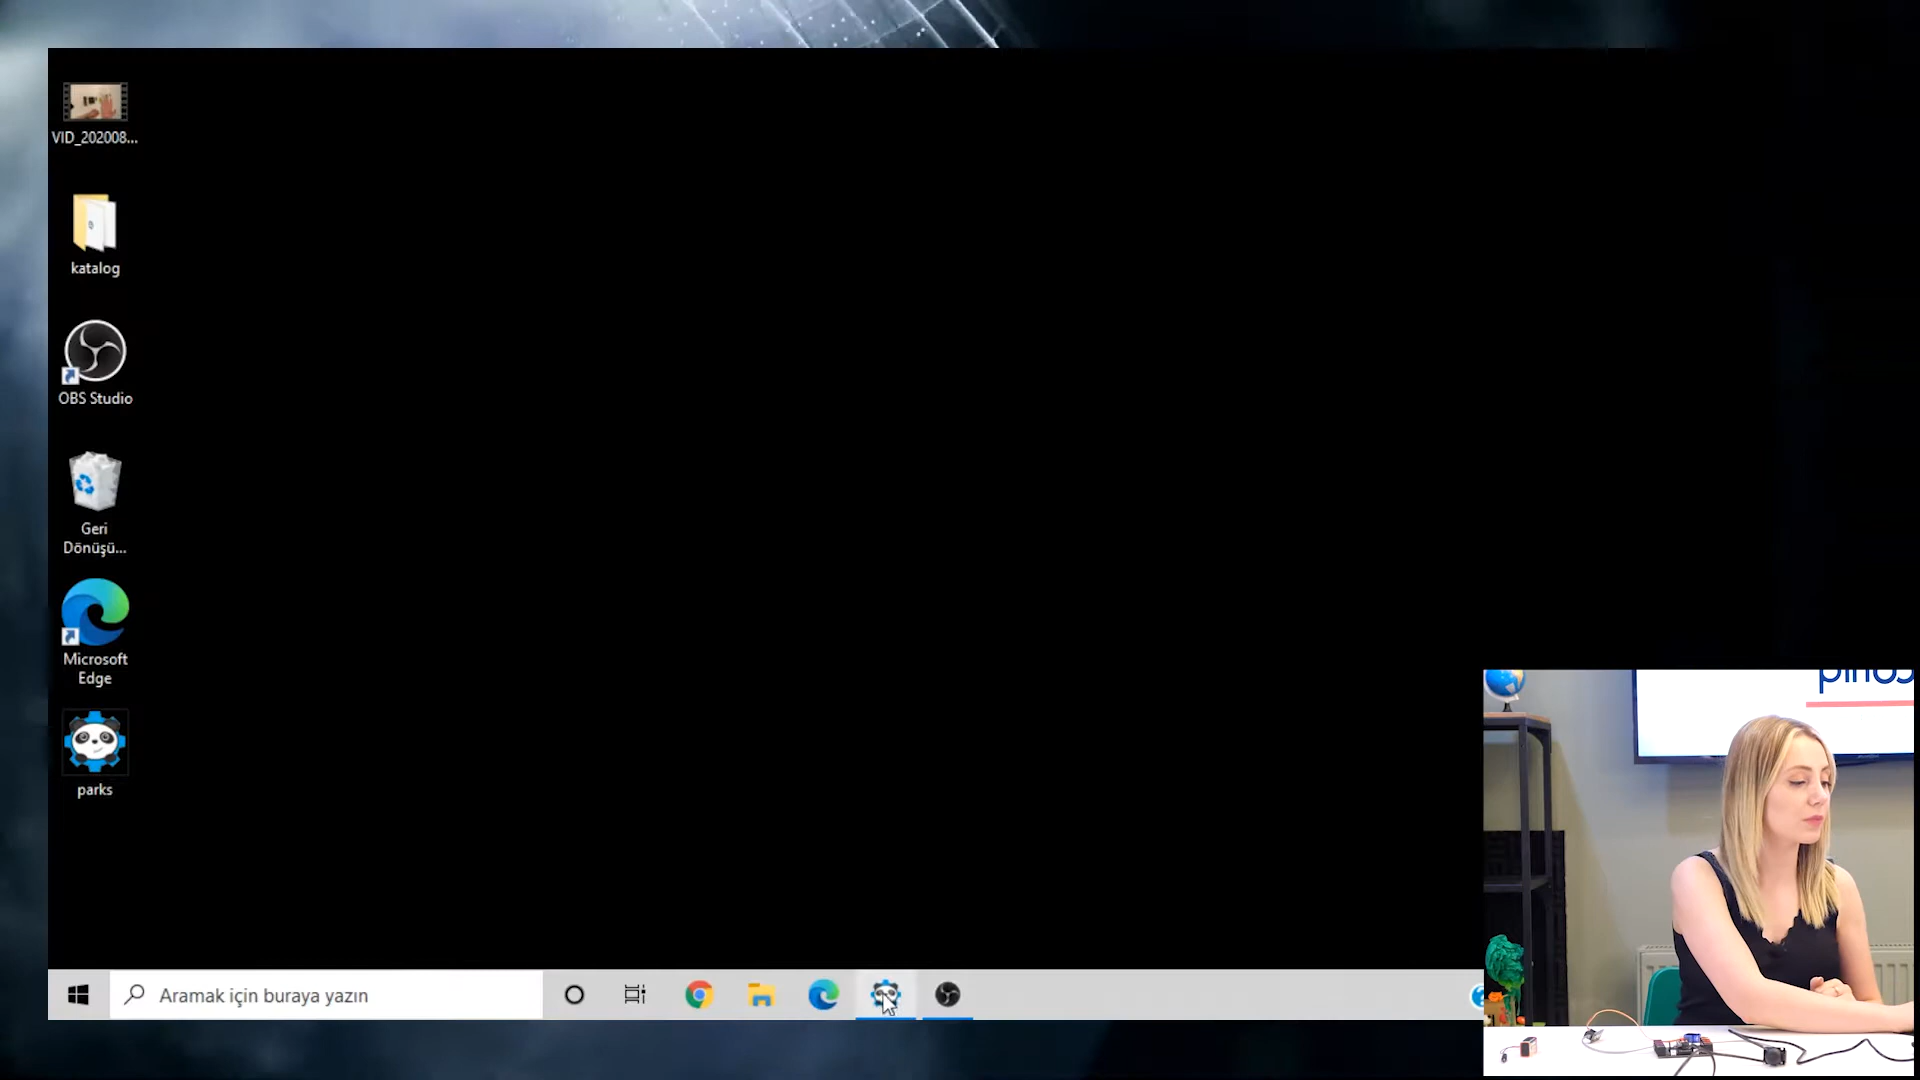 VID_202008...
katalog
OBS Studio
Geri
Dönüşü...
Microsoft
Edge
parks
Aramak için buraya yazın